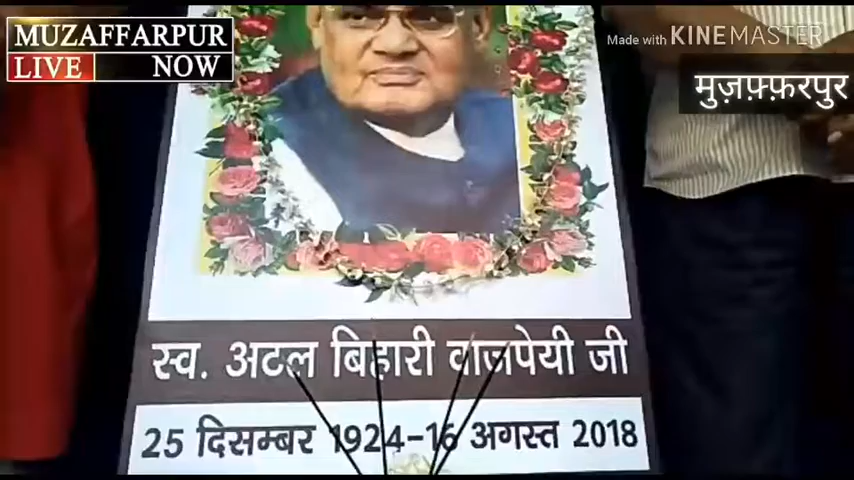 MUZAFFARPUR
LIVE NOW
Made with KINEMASTER
मुज़फ़्फ़रपुर
स्व. अटल बिहारी वाजपेयी जी
25 दिसम्बर 1924-16 अगस्त 2018